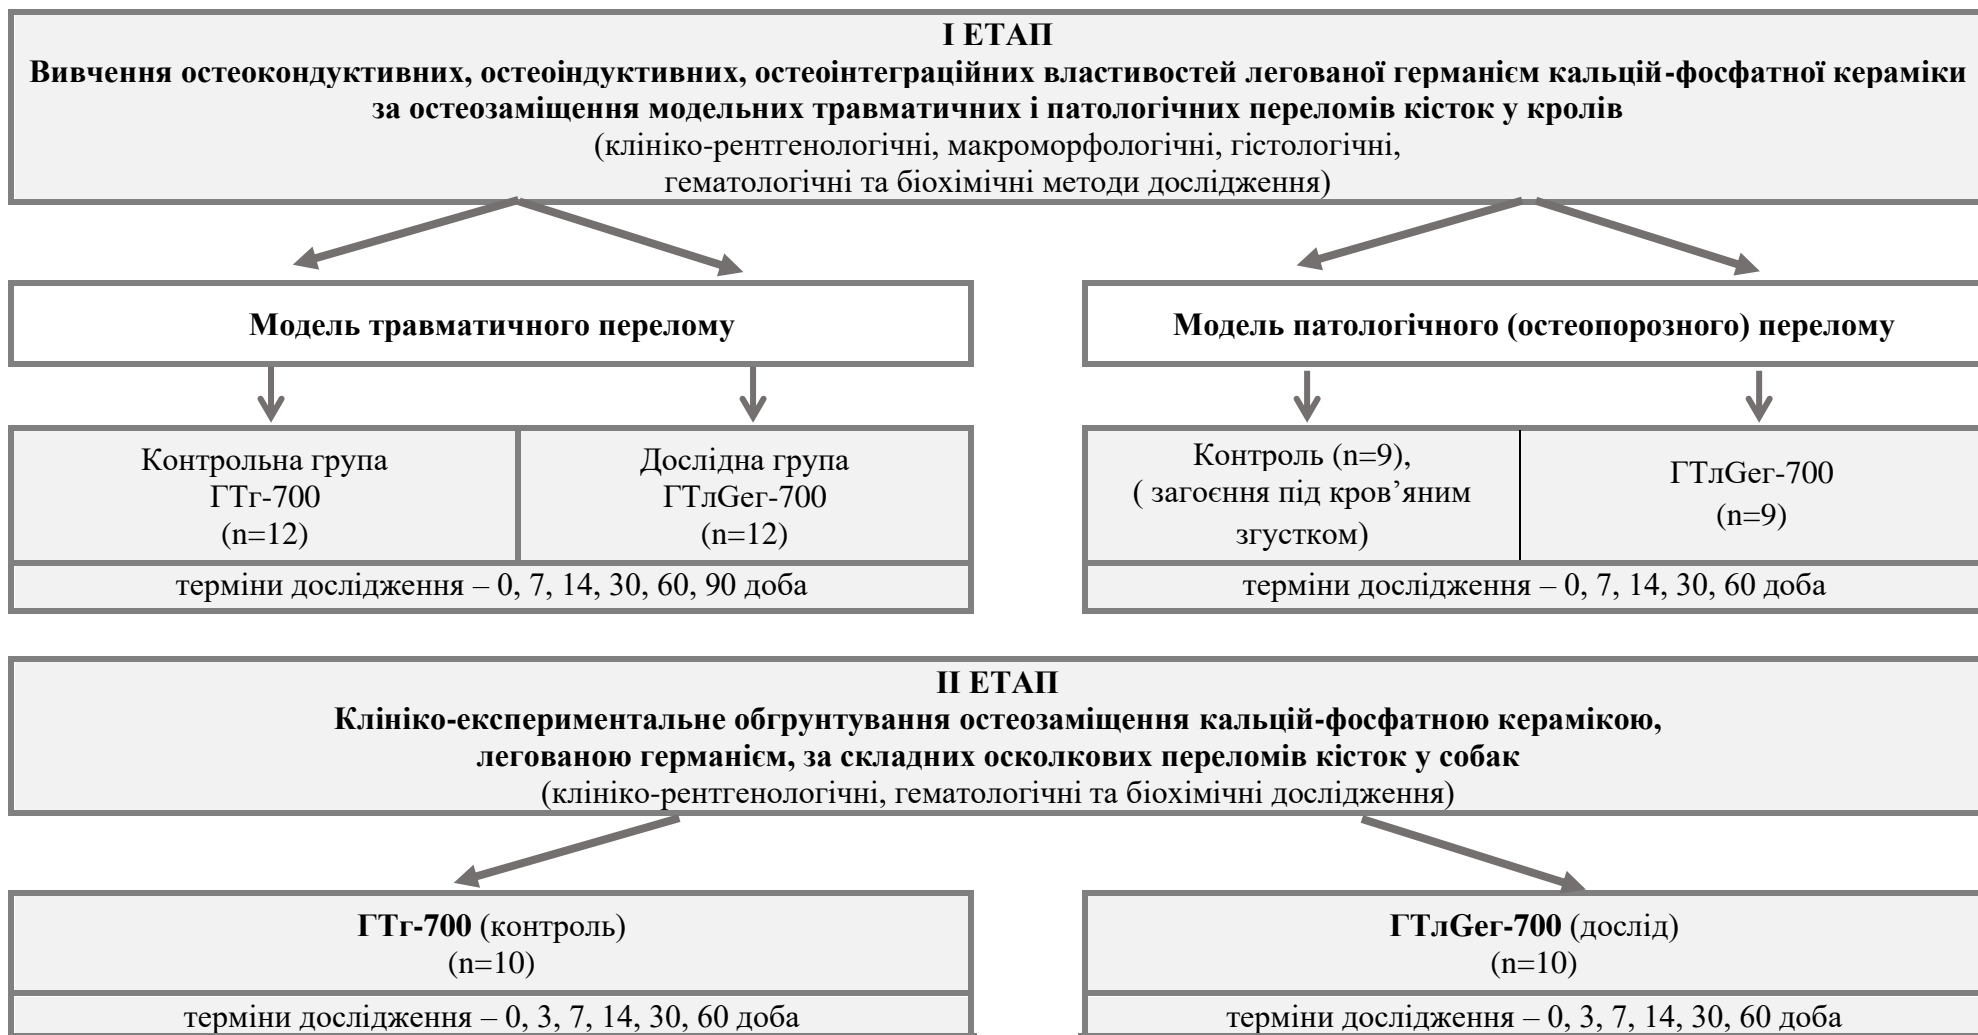 І ЕТАП
Вивчення остеокондуктивних, остеоіндуктивних, остеоінтеграційних властивостей легованої германієм кальцій-фосфатної кераміки
за остеозаміщення модельних травматичних і патологічних переломів кісток у кролів
(клініко-рентгенологічні, макроморфологічні, гістологічні,
гематологічні та біохімічні методи дослідження)
Модель травматичного перелому
Модель патологічного (остеопорозного) перелому
Контрольна група
ГТг-700
(n=12)
Дослідна група
ГТлGeг-700
(n=12)
Контроль (n=9),
( загоєння під кров’яним
згустком)
ГТлGeг-700
(n=9)
терміни дослідження – 0, 7, 14, 30, 60, 90 доба
терміни дослідження – 0, 7, 14, 30, 60 доба
ІІ ЕТАП
Клініко-експериментальне обгрунтування остеозаміщення кальцій-фосфатною керамікою,
легованою германієм, за складних осколкових переломів кісток у собак
(клініко-рентгенологічні, гематологічні та біохімічні дослідження)
ГТг-700 (контроль)
(n=10)
ГТлGeг-700 (дослід)
(n=10)
терміни дослідження – 0, 3, 7, 14, 30, 60 доба
терміни дослідження – 0, 3, 7, 14, 30, 60 доба